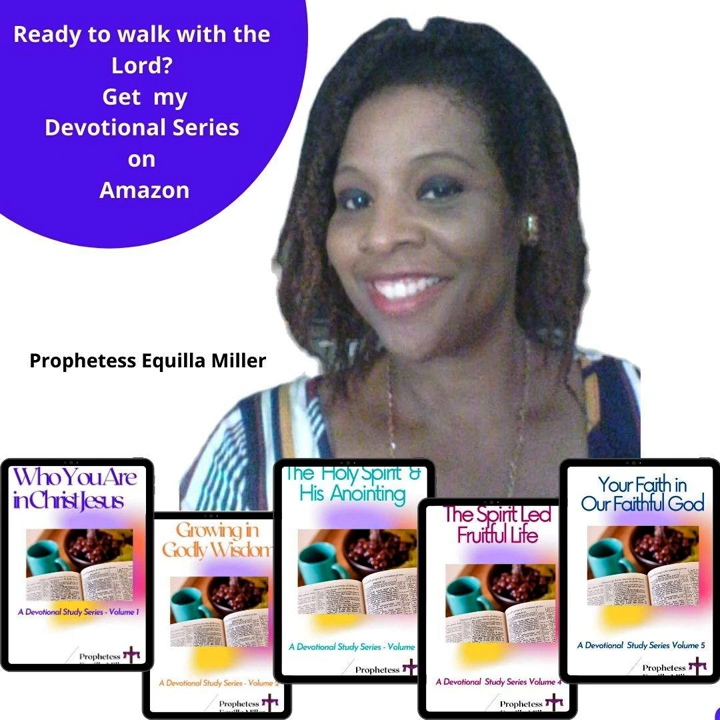 Ready to walk with the
Lord?
Get my
Devotional Series
on
Amazon
Prophetess Equilla Miller
Who You Are
in Christ Jesus
A Devotional Study Series - Volume 1
Prophetess
Growing in
Godly Wisdom
A Devotional Study Series - Volume
Prophetess
Equilla Miller
The Holy Spirit &
His Anointing
A Devotional Study Series - Volume
Prophetess
The Spirit Led
Fruitful Life
A Devotional Study Series Volume 4
Prophetess
Your Faith in
Our Faithful God
A Devotional Study Series Volume 5
Prophetess